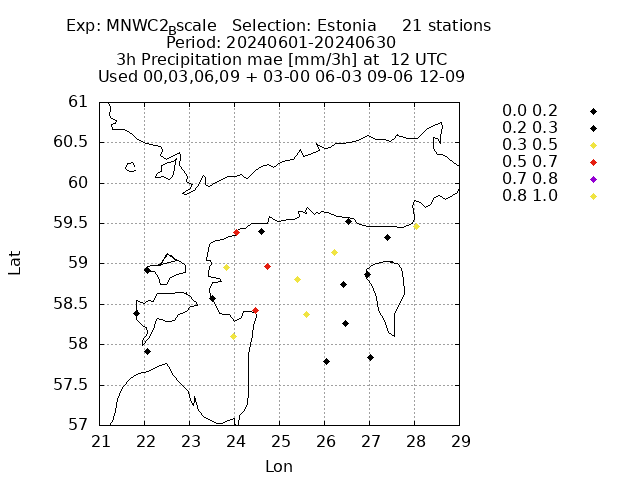 Exp: MNWC2Bscale   Selection: Estonia     21 stations
Period: 20240601-20240630
3h Precipitation mae [mm/3h] at  12 UTC
Used 00,03,06,09 + 03-00 06-03 09-06 12-09
0.0 0.2
0.2 0.3
0.3 0.5
0.5 0.7
0.7 0.8
0.8 1.0
61
60.5
60
59.5
59
58.5
58
57.5
57
Lat
21 22 23 24 25 26 27 28 29
Lon